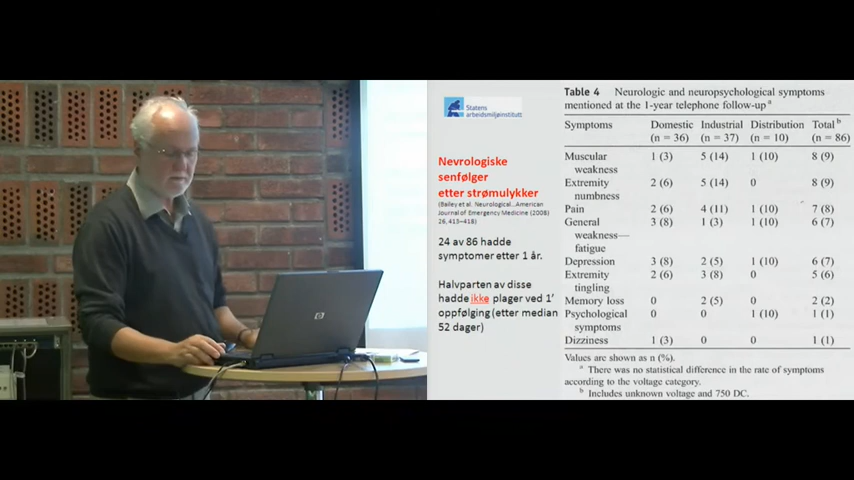 Statens
arbeidsmiljøinstitutt
Nevrologiske
senfølger
etter strømulykker
(Bailey et al. Neurological...American
Journal of Emergency Medicine (2008)
26, 413–418)
24 av 86 hadde
symptomer etter 1 år.
Halvparten av disse
hadde ikke plager ved 1'
oppfølging (etter median
52 dager)
Table 4 Neurologic and neuropsychological symptoms
mentioned at the 1-year telephone follow-up a
Symptoms Domestic Industrial Distribution Total b
(n = 36) (n = 37) (n = 10) (n = 86)
Muscular 1 (3) 5 (14) 1 (10) 8 (9)
weakness
Extremity 2 (6) 5 (14) 0 8 (9)
numbness
Pain 2 (6) 4 (11) 1 (10) 7 (8)
General 3 (8) 1 (3) 1 (10) 6 (7)
weakness—
fatigue
Depression 3 (8) 2 (5) 1 (10) 6 (7)
Extremity 2 (6) 3 (8) 0 5 (6)
tingling
Memory loss 0 2 (5) 0 2 (2)
Psychological 0 0 1 (10) 1 (1)
symptoms
Dizziness 1 (3) 0 0 1 (1)
Values are shown as n (%).
a There was no statistical difference in the rate of symptoms
according to the voltage category.
b Includes unknown voltage and 750 DC.
hp